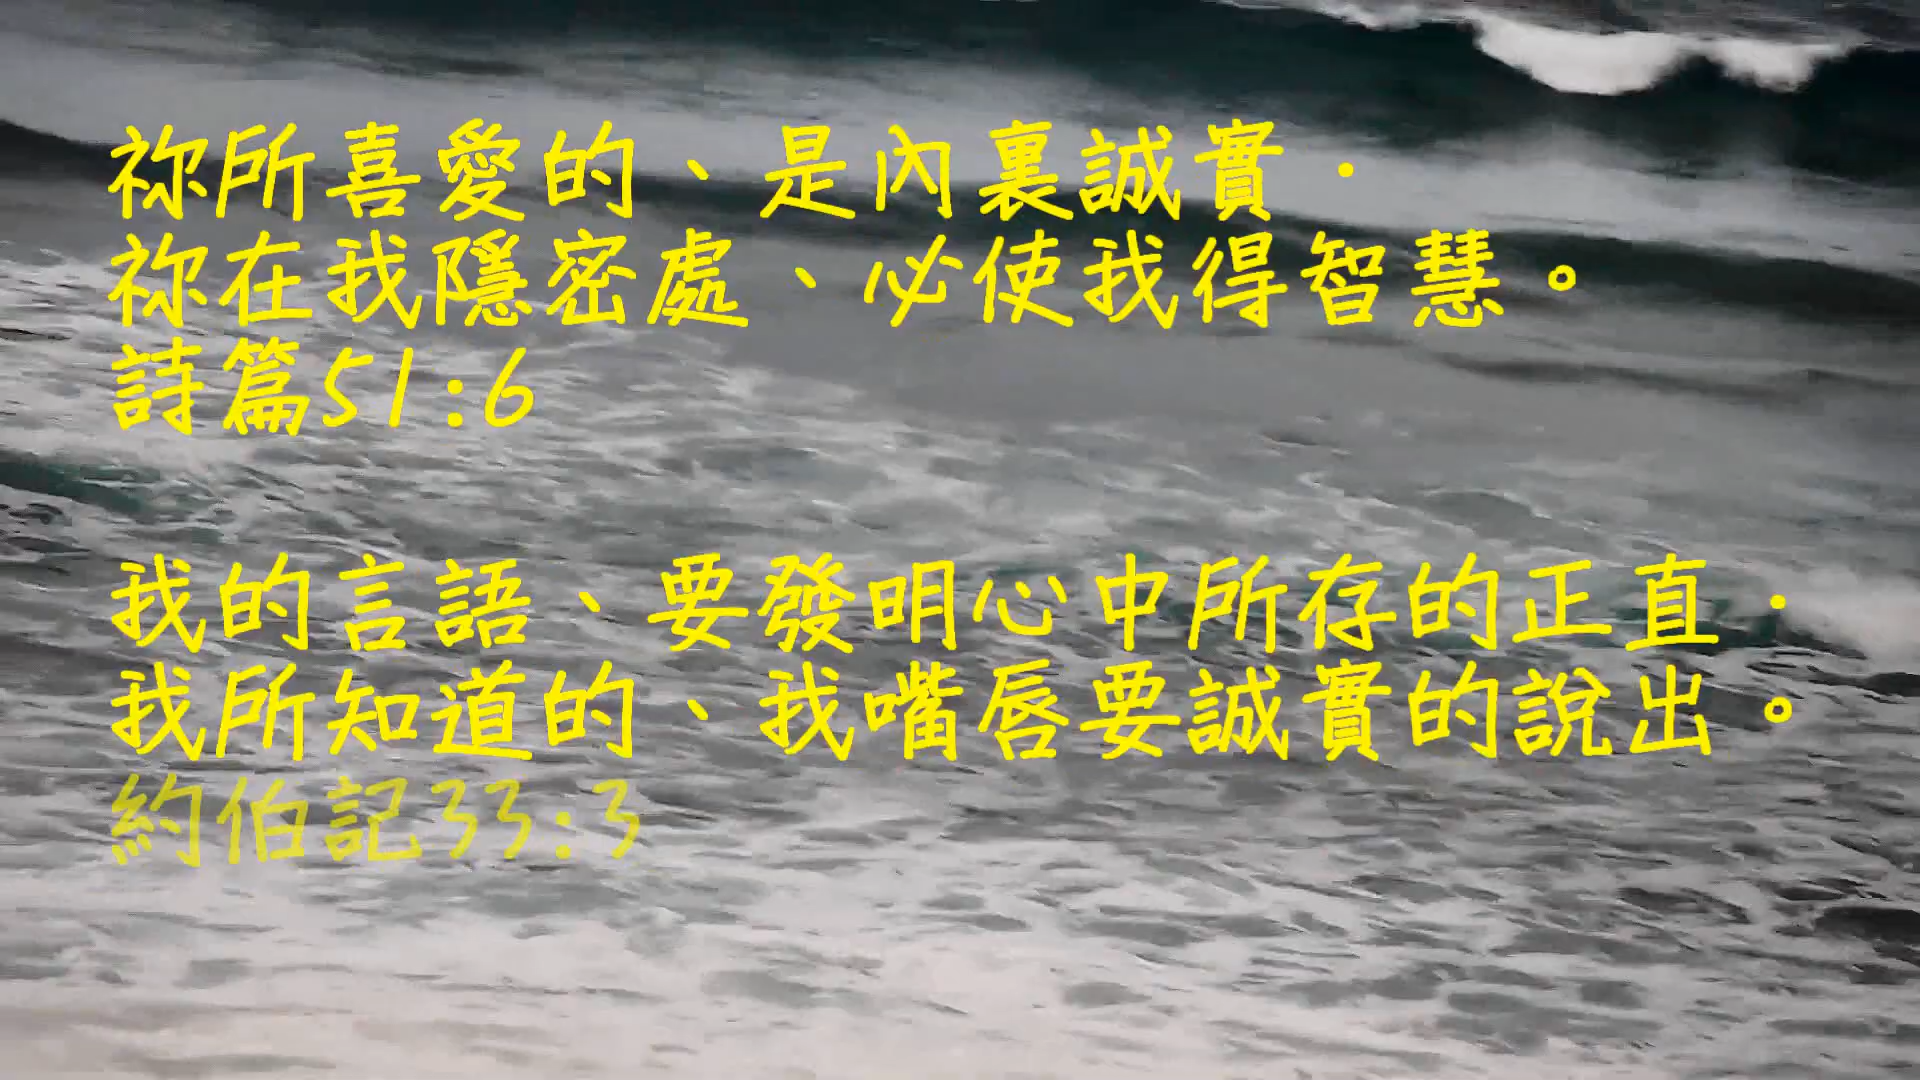 祢所喜愛的、是內裏誠實．
祢在我隱密處、必使我得智慧。
詩篇51:6
我的言語、要發明心中所存的正直．
我所知道的、我嘴唇要誠實的說出。
約伯記33:3